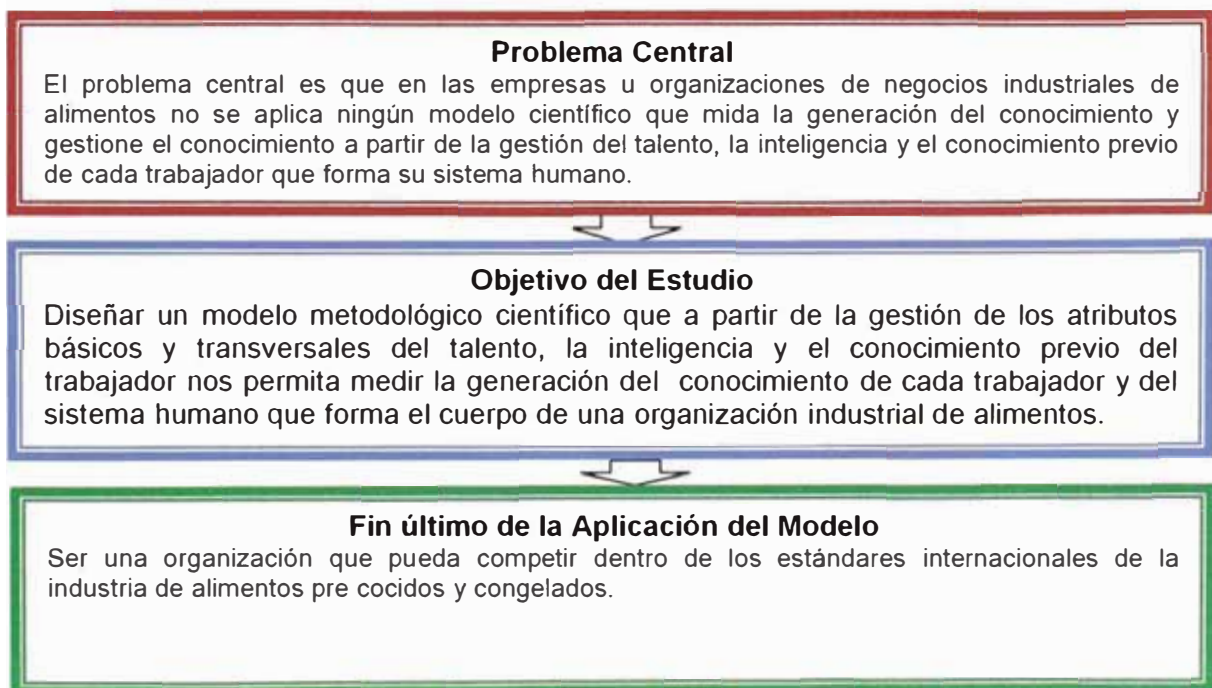 Problema Central
El problema central es que en las empresas u organizaciones de negocios industriales de
alimentos no se aplica ningún modelo científico que mida la generación del conocimiento y
gestione el conocimiento a partir de la gestión del talento, la inteligencia y el conocimiento previo
de cada trabajador que forma su sistema humano.
Objetivo del Estudio
Diseñar un modelo metodológico científico que a partir de la gestión de los atributos
básicos y transversales del talento, la inteligencia y el conocimiento previo del
trabajador nos permita medir la generación del conocimiento de cada trabajador y del
sistema humano que forma el cuerpo de una organización industrial de alimentos.
Fin último de la Aplicación del Modelo
Ser una organización que pueda competir dentro de los estándares internacionales de la
industria de alimentos pre cocidos y congelados.